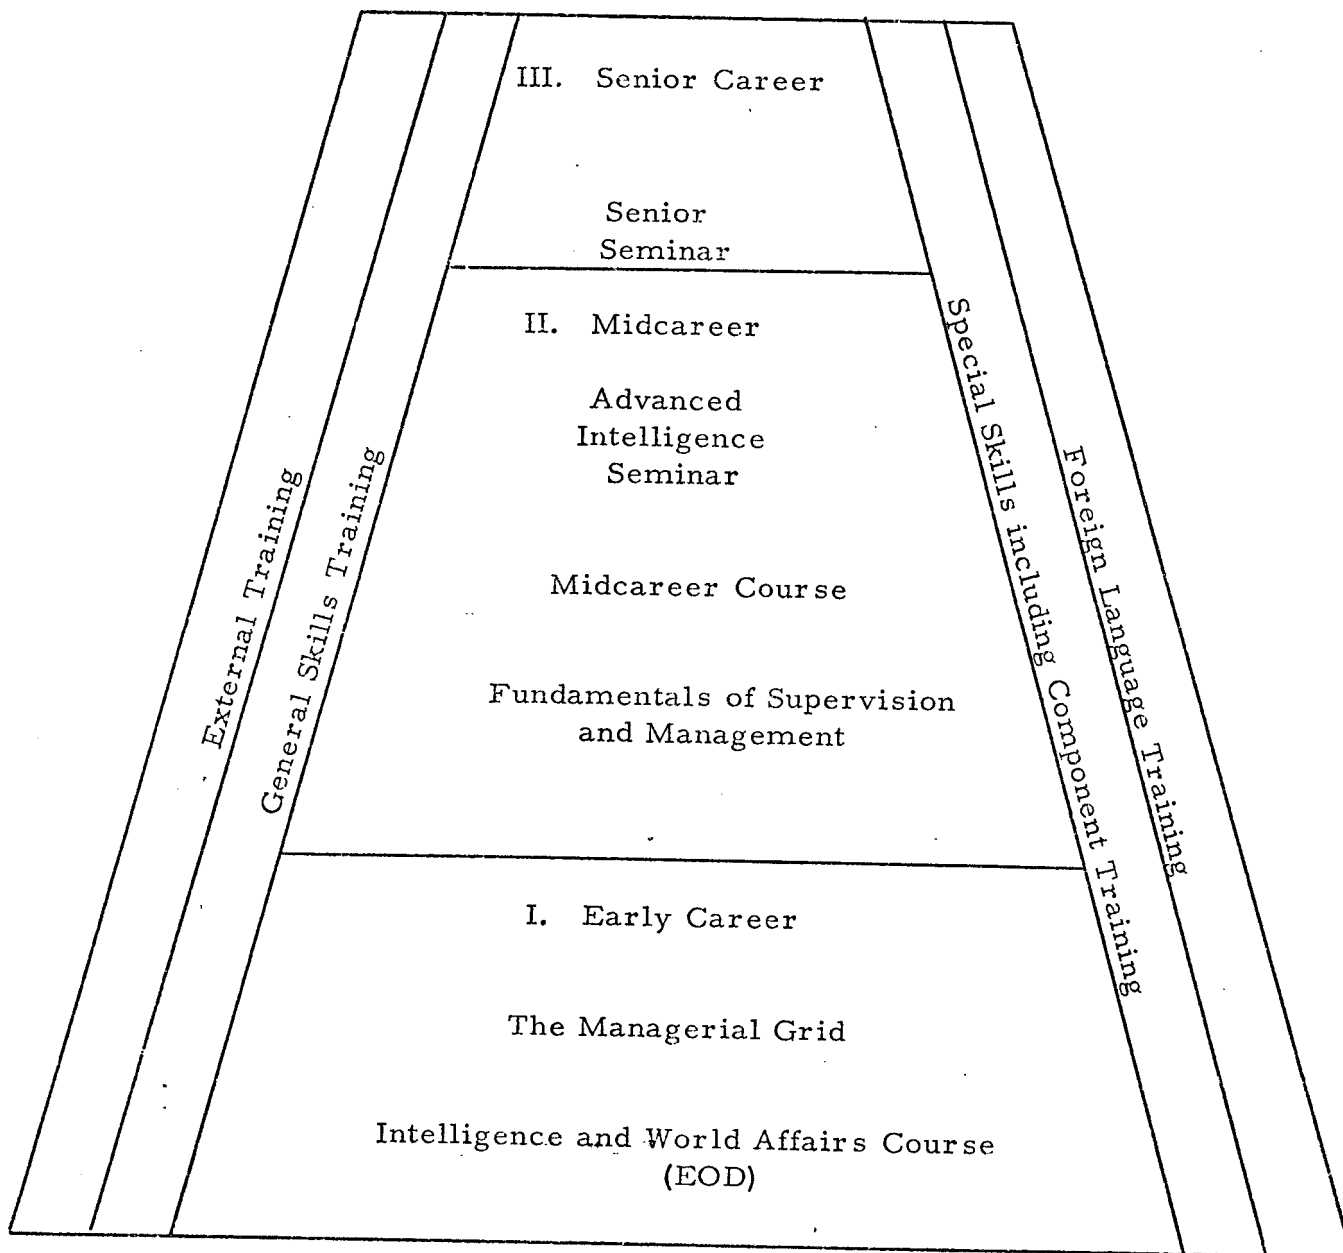 III. Senior Career
Senior
Seminar
II. Midcareer
Advanced
Intelligence
Seminar
Midcareer Course
Fundamentals of Supervision
and Management
I. Early Career
The Managerial Grid
Intelligence and World Affairs Course
(EOD)
External Training
General Skills Training
Special Skills including Component Training
Foreign Language Training